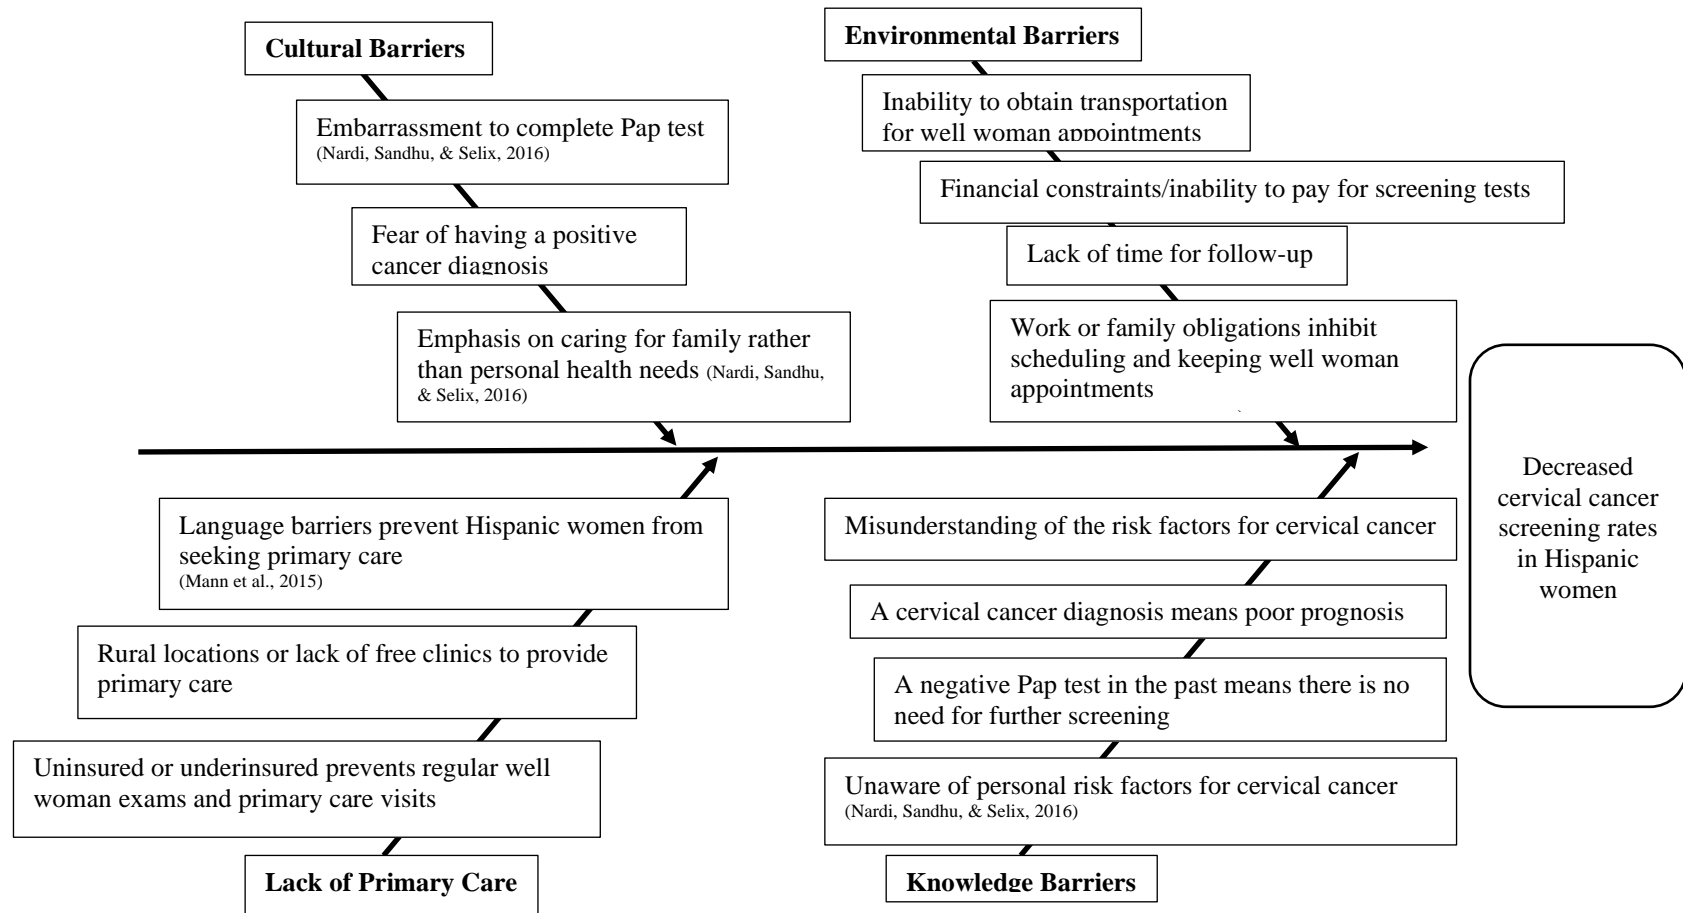 Cultural Barriers
Embarrassment to complete Pap test
(Nardi, Sandhu, & Selix, 2016)
Fear of having a positive
cancer diagnosis
Emphasis on caring for family rather
than personal health needs (Nardi, Sandhu,
& Selix, 2016)
Environmental Barriers
Inability to obtain transportation
for well woman appointments
Financial constraints/inability to pay for screening tests
Lack of time for follow-up
Work or family obligations inhibit
scheduling and keeping well woman
appointments
Language barriers prevent Hispanic women from
seeking primary care
(Mann et al., 2015)
Rural locations or lack of free clinics to provide
primary care
Uninsured or underinsured prevents regular well
woman exams and primary care visits
Lack of Primary Care
Misunderstanding of the risk factors for cervical cancer
A cervical cancer diagnosis means poor prognosis
A negative Pap test in the past means there is no
need for further screening
Unaware of personal risk factors for cervical cancer
(Nardi, Sandhu, & Selix, 2016)
Knowledge Barriers
Decreased
cervical cancer
screening rates
in Hispanic
women